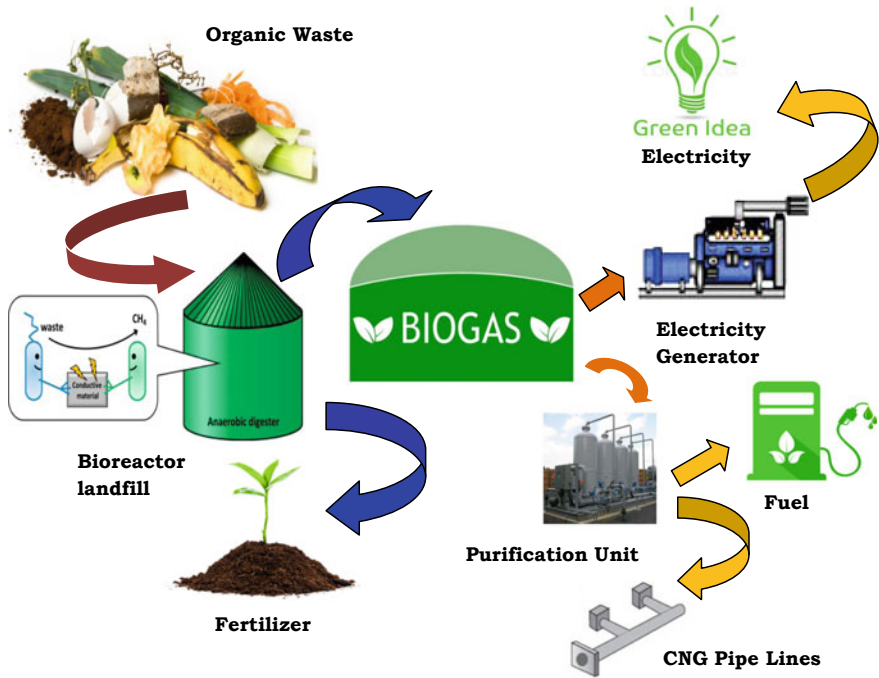 Organic Waste
Green Idea
Electricity
waste
CH₄
Conductive
material
BIOGAS
Anaerobic digester
Electricity
Generator
Bioreactor
landfill
Fuel
Purification Unit
Fertilizer
CNG Pipe Lines